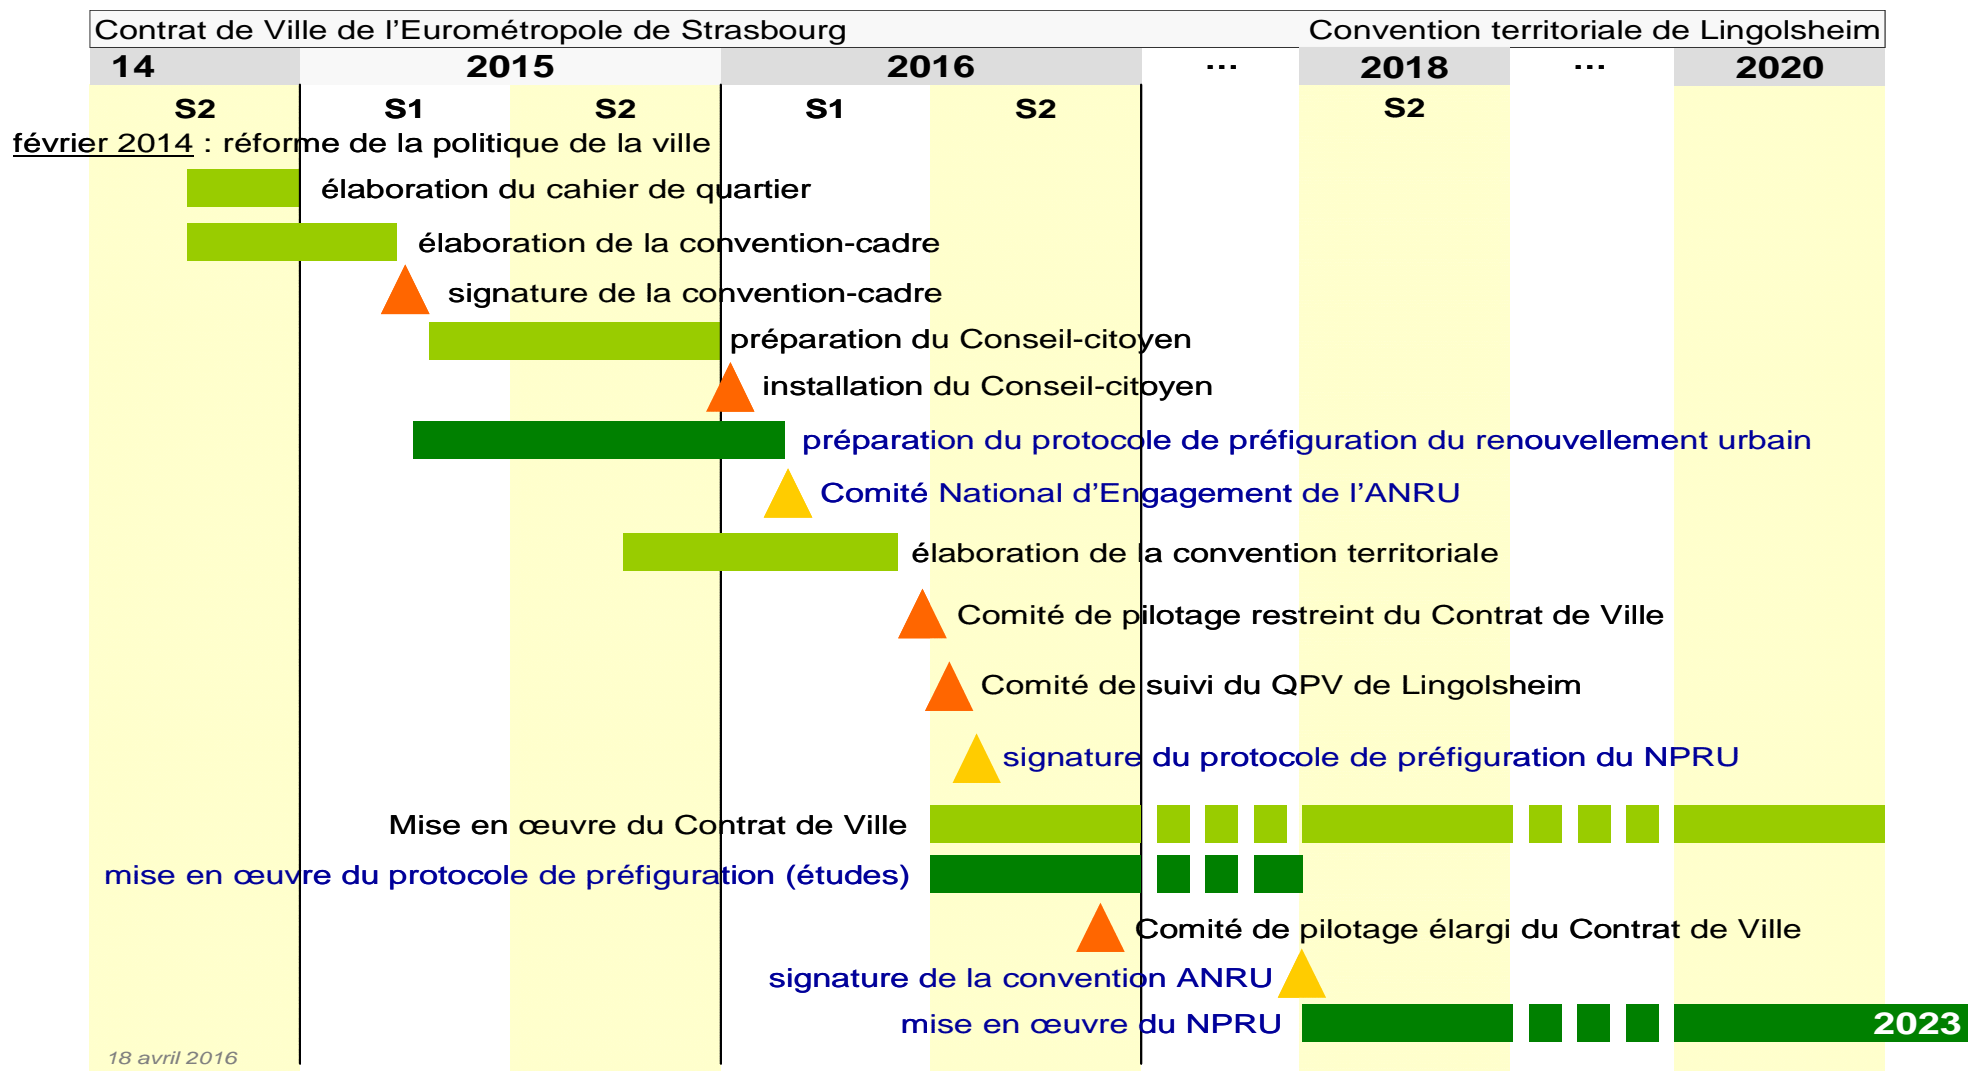 Contrat de Ville de l'Eurométropole de Strasbourg Convention territoriale de Lingolsheim
14 2015 2016 ... 2018 ... 2020
S2 S1 S2 S1 S2 S2
février 2014 : réforme de la politique de la ville
élaboration du cahier de quartier
élaboration de la convention-cadre
signature de la convention-cadre
préparation du Conseil-citoyen
installation du Conseil-citoyen
préparation du protocole de préfiguration du renouvellement urbain
Comité National d'Engagement de l'ANRU
élaboration de la convention territoriale
Comité de pilotage restreint du Contrat de Ville
Comité de suivi du QPV de Lingolsheim
signature du protocole de préfiguration du NPRU
Mise en œuvre du Contrat de Ville
mise en œuvre du protocole de préfiguration (études)
Comité de pilotage élargi du Contrat de Ville
signature de la convention ANRU
mise en œuvre du NPRU 2023
18 avril 2016